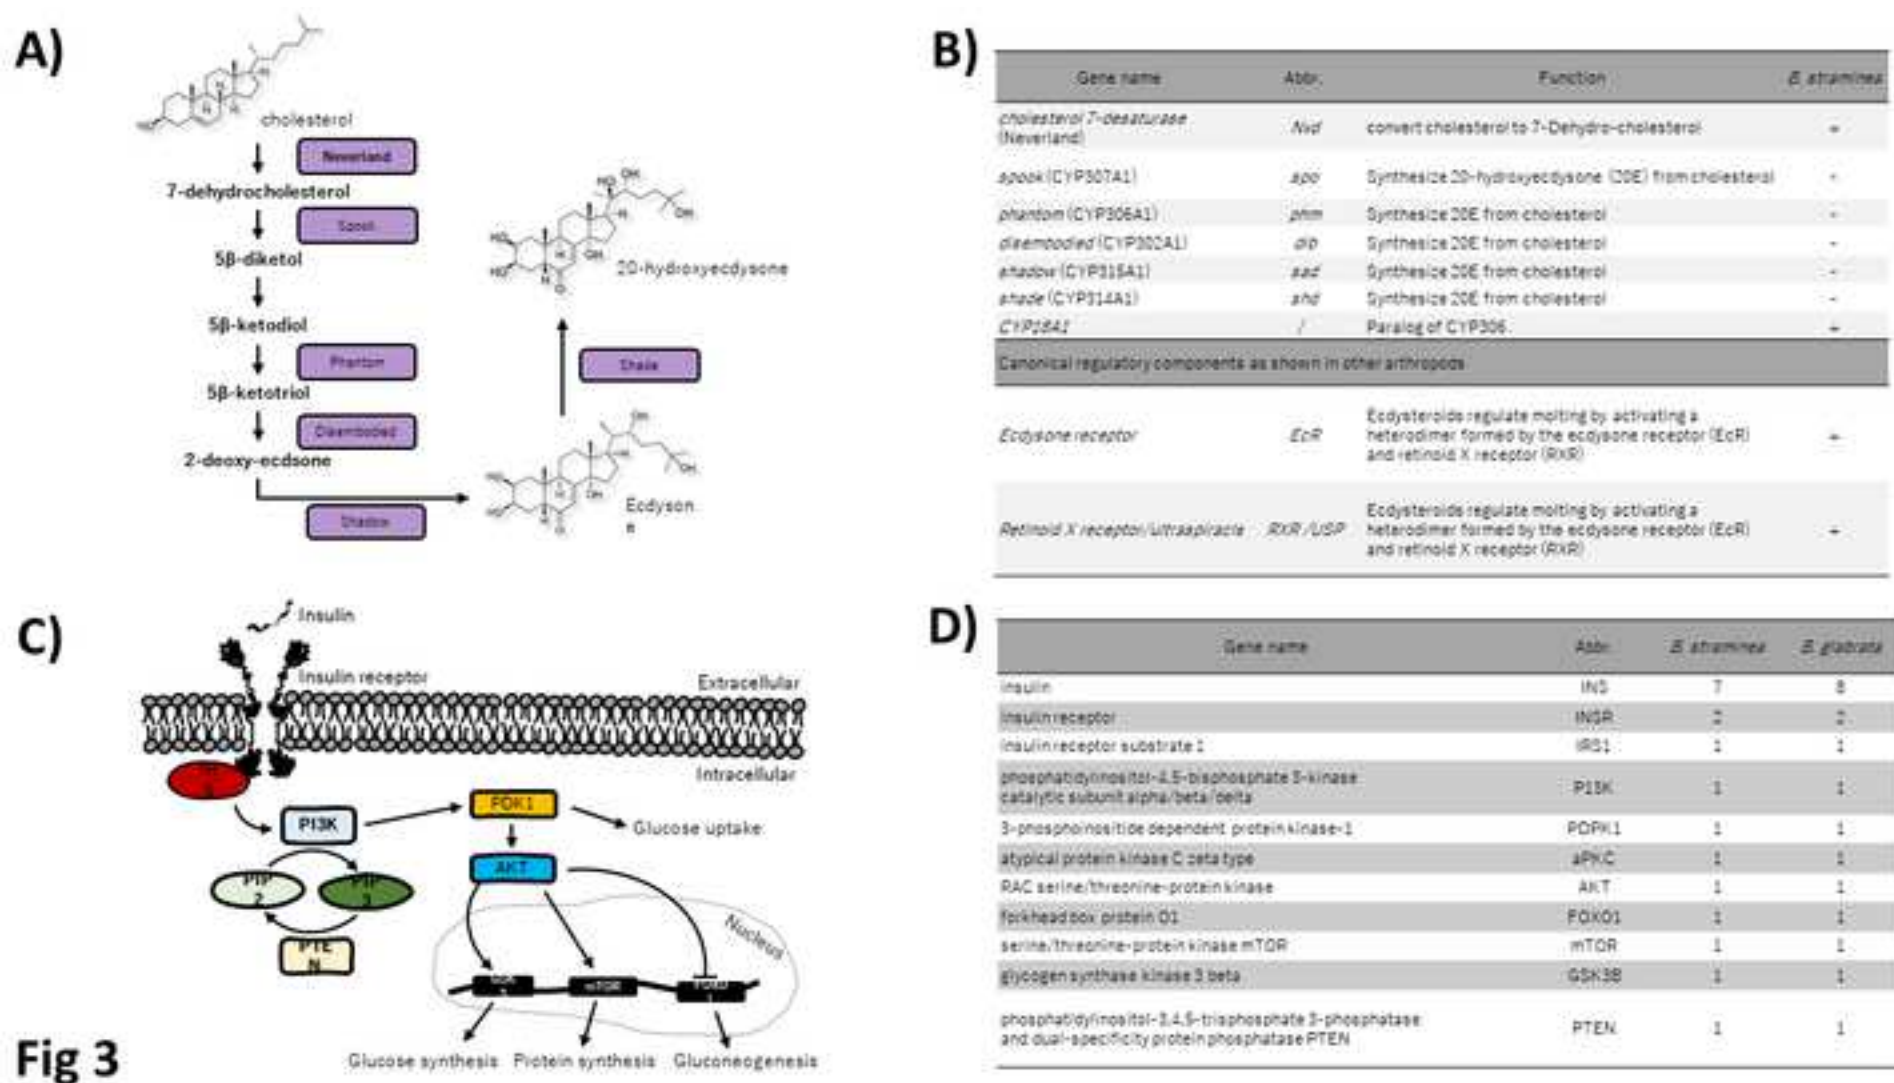 A)
cholesterol
Neverland
7-dehydrocholesterol
Spook
5β-diketol
5β-ketodiol
Phantom
5β-ketotriol
Disembodied
2-deoxy-ecdsone
Shadow
Ecdyson
e
Shade
20-hydroxyecdysone
B)
Gene name Abbr. Function B. straminea
cholesterol 7-desaturase
(Neverland) Nvd convert cholesterol to 7-Dehydro-cholesterol +
spook (CYP307A1) spo Synthesize 20-hydroxyecdysone (20E) from cholesterol -
phantom (CYP306A1) phm Synthesize 20E from cholesterol -
disembodied (CYP302A1) dib Synthesize 20E from cholesterol -
shadow (CYP315A1) sad Synthesize 20E from cholesterol -
shade (CYP314A1) shd Synthesize 20E from cholesterol -
CYP18A1 / Paralog of CYP306 +
Canonical regulatory components as shown in other arthropods
Ecdysone receptor EcR Ecdysteroids regulate molting by activating a
heterodimer formed by the ecdysone receptor (EcR) +
and retinoid X receptor (RXR)
Retinoid X receptor/ultraspiracle RXR /USP Ecdysteroids regulate molting by activating a
heterodimer formed by the ecdysone receptor (EcR) +
and retinoid X receptor (RXR)
C)
Insulin
Insulin receptor
Extracellular
Intracellular
PI3K
PDK1
Glucose uptake
AKT
PIP
2
PIP
3
PTE
N
Nucleus
mTOR
Glucose synthesis Protein synthesis Gluconeogenesis
Fig 3
D)
Gene name Abbr. B. straminea B. glabrata
insulin INS 7 8
insulin receptor INSR 2 2
insulin receptor substrate 1 IRS1 1 1
phosphatidylinositol-4,5-bisphosphate 3-kinase
catalytic subunit alpha/beta/delta P13K 1 1
3-phosphoinositide dependent protein kinase-1 PDPK1 1 1
atypical protein kinase C zeta type aPKC 1 1
RAC serine/threonine-protein kinase AKT 1 1
forkhead box protein O1 FOXO1 1 1
serine/threonine-protein kinase mTOR mTOR 1 1
glycogen synthase kinase 3 beta GSK3B 1 1
phosphatidylinositol-3,4,5-trisphosphate 3-phosphatase
and dual-specificity protein phosphatase PTEN PTEN 1 1